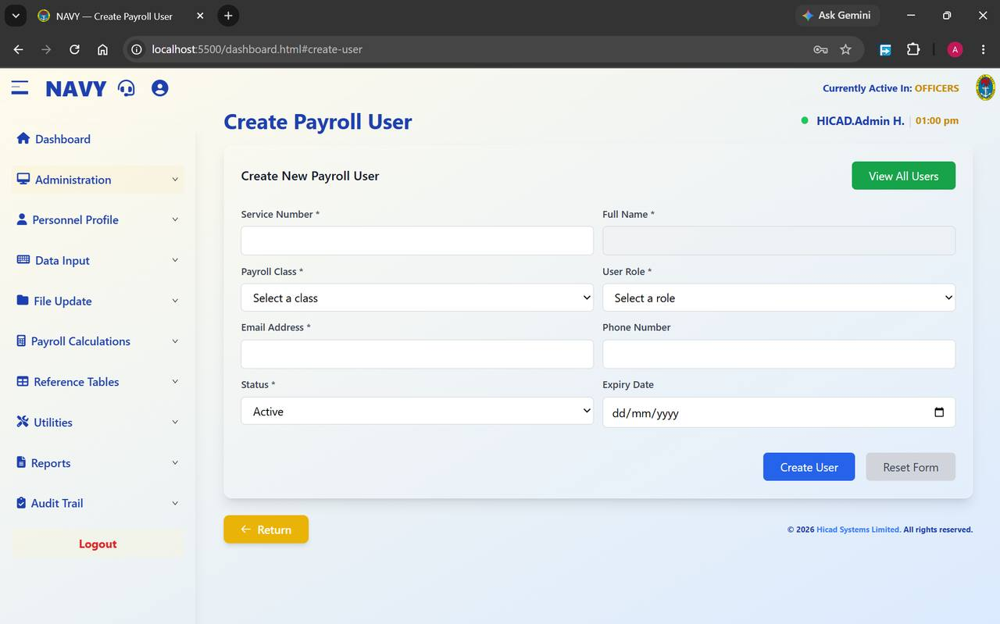 NAVY — Create Payroll User
Ask Gemini
localhost:5500/dashboard.html#create-user
A
NAVY
Currently Active In: OFFICERS
Create Payroll User
HICAD.Admin H. | 01:00 pm
Dashboard
Administration
Personnel Profile
Data Input
File Update
Payroll Calculations
Reference Tables
Utilities
Reports
Audit Trail
Logout
Create New Payroll User
View All Users
Service Number *
Full Name *
Payroll Class *
User Role *
Select a class
Select a role
Email Address *
Phone Number
Status *
Expiry Date
Active
dd/mm/yyyy
Create User
Reset Form
← Return
© 2026 Hicad Systems Limited. All rights reserved.